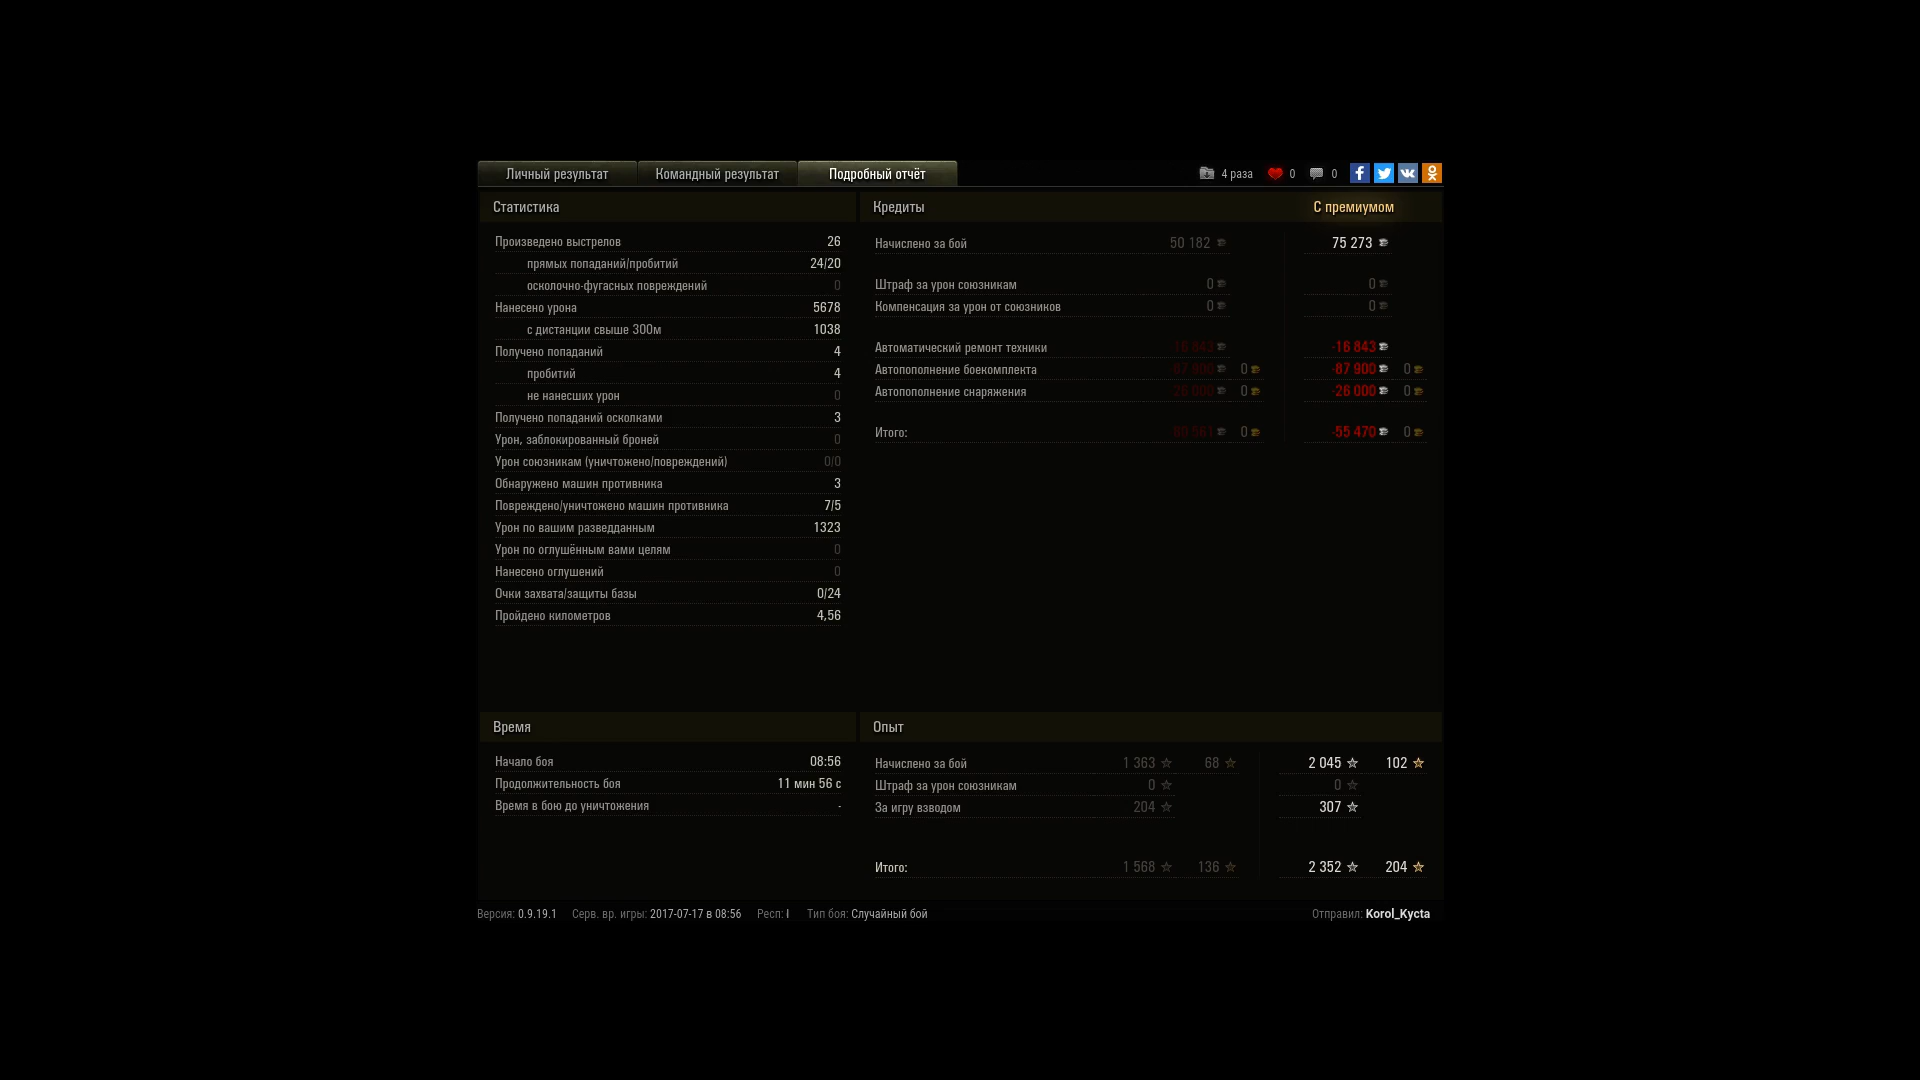 Личный результат Командный результат Подробный отчёт 4 раза 0 0
Статистика
Произведено выстрелов 26
прямых попаданий/пробитий 24/20
осколочно-фугасных повреждений 0
Нанесено урона 5678
с дистанции свыше 300м 1038
Получено попаданий 4
пробитий 4
не нанесших урон 0
Получено попаданий осколками 3
Урон, заблокированный броней 0
Урон союзникам (уничтожено/повреждений) 0/0
Обнаружено машин противника 3
Повреждено/уничтожено машин противника 7/5
Урон по вашим разведданным 1323
Урон по оглушённым вами целям 0
Нанесено оглушений 0
Очки захвата/защиты базы 0/24
Пройдено километров 4,56
Кредиты С премиумом
Начислено за бой 50 182 75 273
Штраф за урон союзникам 0 0
Компенсация за урон от союзников 0 0
Автоматический ремонт техники -16 843 -16 843
Автопополнение боекомплекта -87 900 0 -87 900 0
Автопополнение снаряжения -26 000 0 -26 000 0
Итого: 0 -55 470 0
Время
Начало боя 08:56
Продолжительность боя 11 мин 56 с
Время в бою до уничтожения -
Опыт
Начислено за бой 1 363 68 2 045 102
Штраф за урон союзникам 0 0
За игру взводом 204 307
Итого: 1 568 136 2 352 204
Версия: 0.9.19.1 Серв. вр. игры: 2017-07-17 в 08:56 Респ: I Тип боя: Случайный бой Отправил: Korol_Kycta